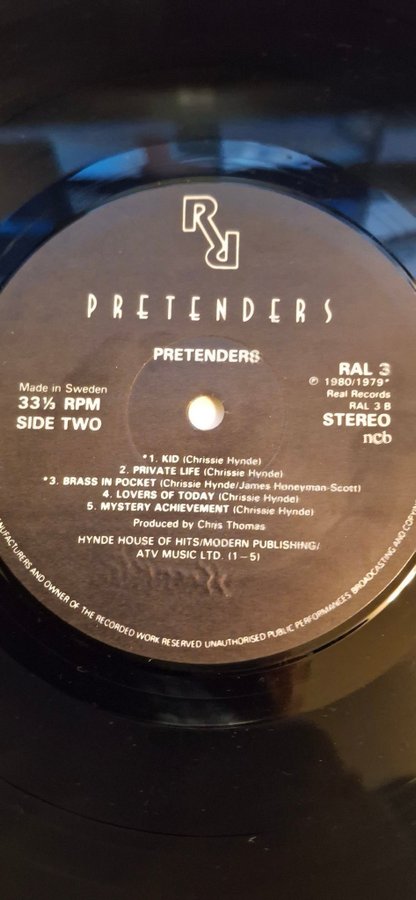 PRETENDERS
PRETENDERS
Made in Sweden
33⅓ RPM
SIDE TWO
RAL 3
℗ 1980/1979*
Real Records
RAL 3 B
STEREO
ncb
*1. KID (Chrissie Hynde)
2. PRIVATE LIFE (Chrissie Hynde)
*3. BRASS IN POCKET (Chrissie Hynde/James Honeyman-Scott)
4. LOVERS OF TODAY (Chrissie Hynde)
5. MYSTERY ACHIEVEMENT (Chrissie Hynde)
Produced by Chris Thomas
HYNDE HOUSE OF HITS/MODERN PUBLISHING/
ATV MUSIC LTD. (1-5)
MANUFACTURERS AND OWNER OF THE RECORDED WORK RESERVED UNAUTHORISED PUBLIC PERFORMANCES BROADCASTING AND